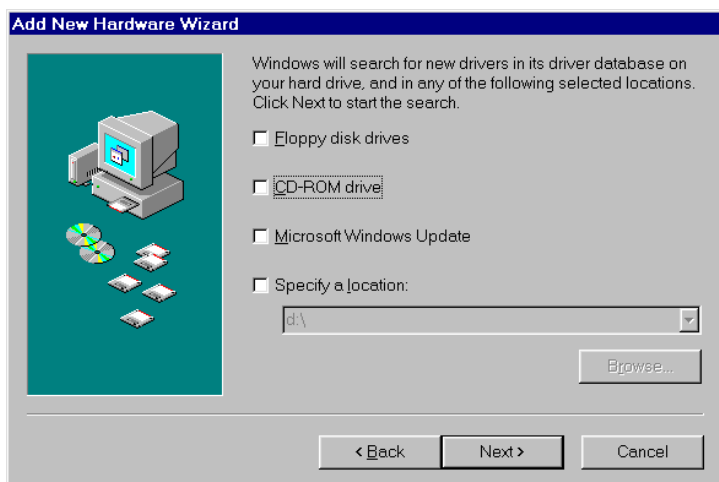 Add New Hardware Wizard
Windows will search for new drivers in its driver database on
your hard drive, and in any of the following selected locations.
Click Next to start the search.
Floppy disk drives
CD-ROM drive
Microsoft Windows Update
Specify a location:
d:\
Browse...
< Back Next > Cancel